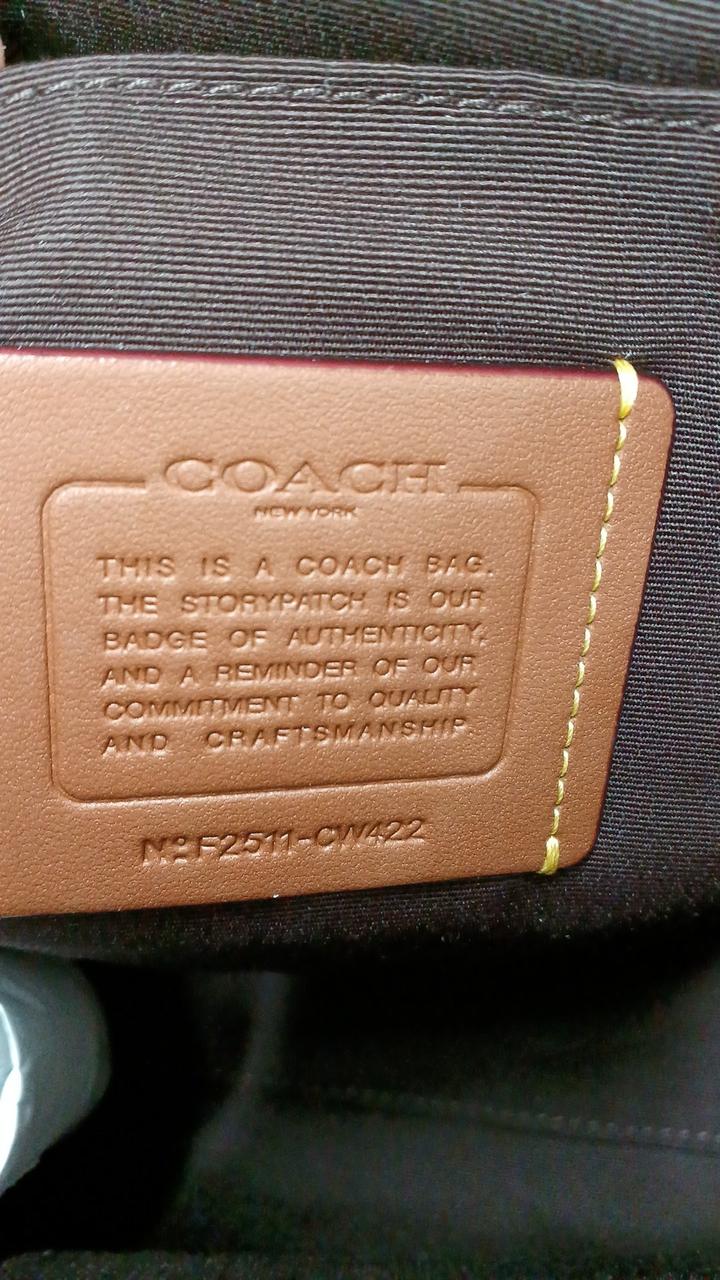 COACH
NEW YORK
THIS IS A COACH BAG.
THE STORYPATCH IS OUR
BADGE OF AUTHENTICITY,
AND A REMINDER OF OUR
COMMITMENT TO QUALITY
AND CRAFTSMANSHIP.
Nº F2511-CW422